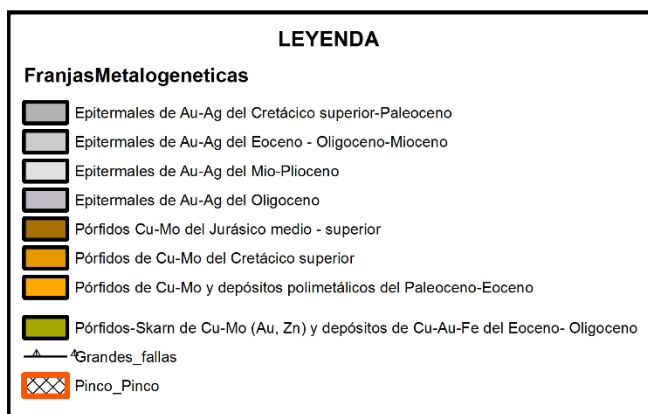 LEYENDA
FranjasMetalogeneticas
Epitermales de Au-Ag del Cretácico superior-Paleoceno
Epitermales de Au-Ag del Eoceno - Oligoceno-Mioceno
Epitermales de Au-Ag del Mio-Plioceno
Epitermales de Au-Ag del Oligoceno
Pórfidos Cu-Mo del Jurásico medio - superior
Pórfidos de Cu-Mo del Cretácico superior
Pórfidos de Cu-Mo y depósitos polimetálicos del Paleoceno-Eoceno
Pórfidos-Skarn de Cu-Mo (Au, Zn) y depósitos de Cu-Au-Fe del Eoceno- Oligoceno
Grandes_fallas
Pinco_Pinco